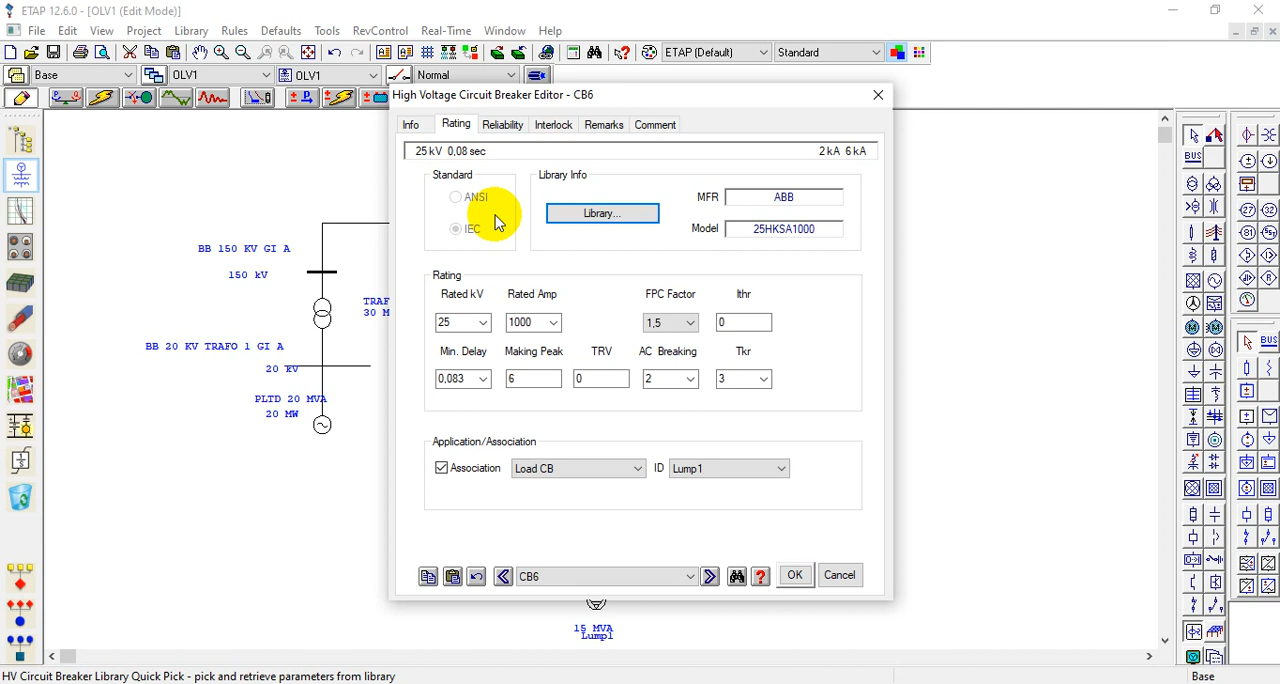 ETAP 12.6.0 - [OLV1 (Edit Mode)]
File Edit View Project Library Rules Defaults Tools RevControl Real-Time Window Help
ETAP (Default) Standard
Base OLV1 OLV1 Normal
High Voltage Circuit Breaker Editor - CB6
Info Rating Reliability Interlock Remarks Comment
25 kV 0,08 sec 2 kA 6 kA
Standard
ANSI
IEC
Library Info
Library...
MFR ABB
Model 25HKSA1000
Rating
Rated kV Rated Amp FPC Factor Ithr
25 1000 1,5 0
Min. Delay Making Peak TRV AC Breaking Tkr
0,083 6 0 2 3
Application/Association
Association Load CB ID Lump1
CB6 OK Cancel
BB 150 KV GI A
150 kV
TRAF
30 M
BB 20 KV TRAFO 1 GI A
20 kV
PLTD 20 MVA
20 MW
15 MVA
Lump1
BUS
BUS
27 32
81
R
HV Circuit Breaker Library Quick Pick - pick and retrieve parameters from library
Base